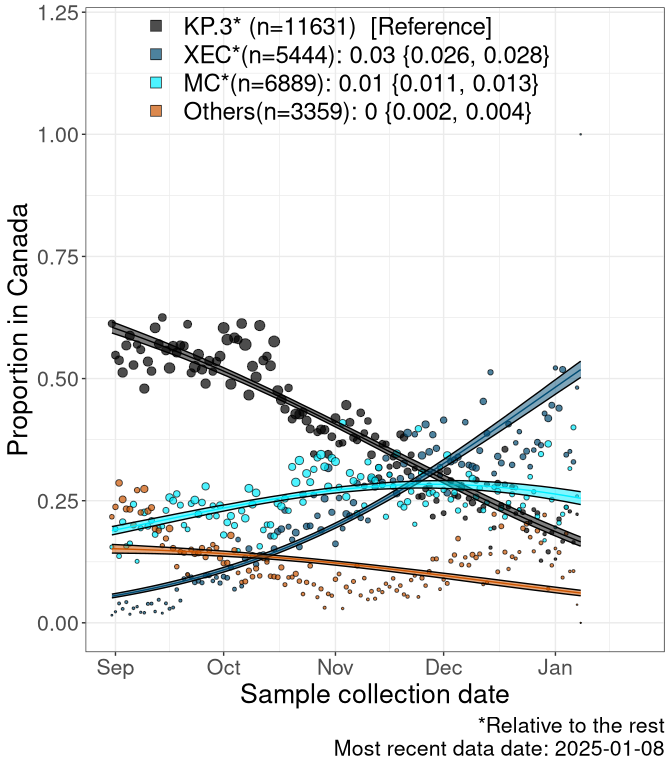 KP.3* (n=11631)  [Reference]
XEC*(n=5444): 0.03 {0.026, 0.028}
MC*(n=6889): 0.01 {0.011, 0.013}
Others(n=3359): 0 {0.002, 0.004}
1.25
1.00
0.75
0.50
0.25
0.00
Proportion in Canada
Sep Oct Nov Dec Jan
Sample collection date
*Relative to the rest
Most recent data date: 2025-01-08